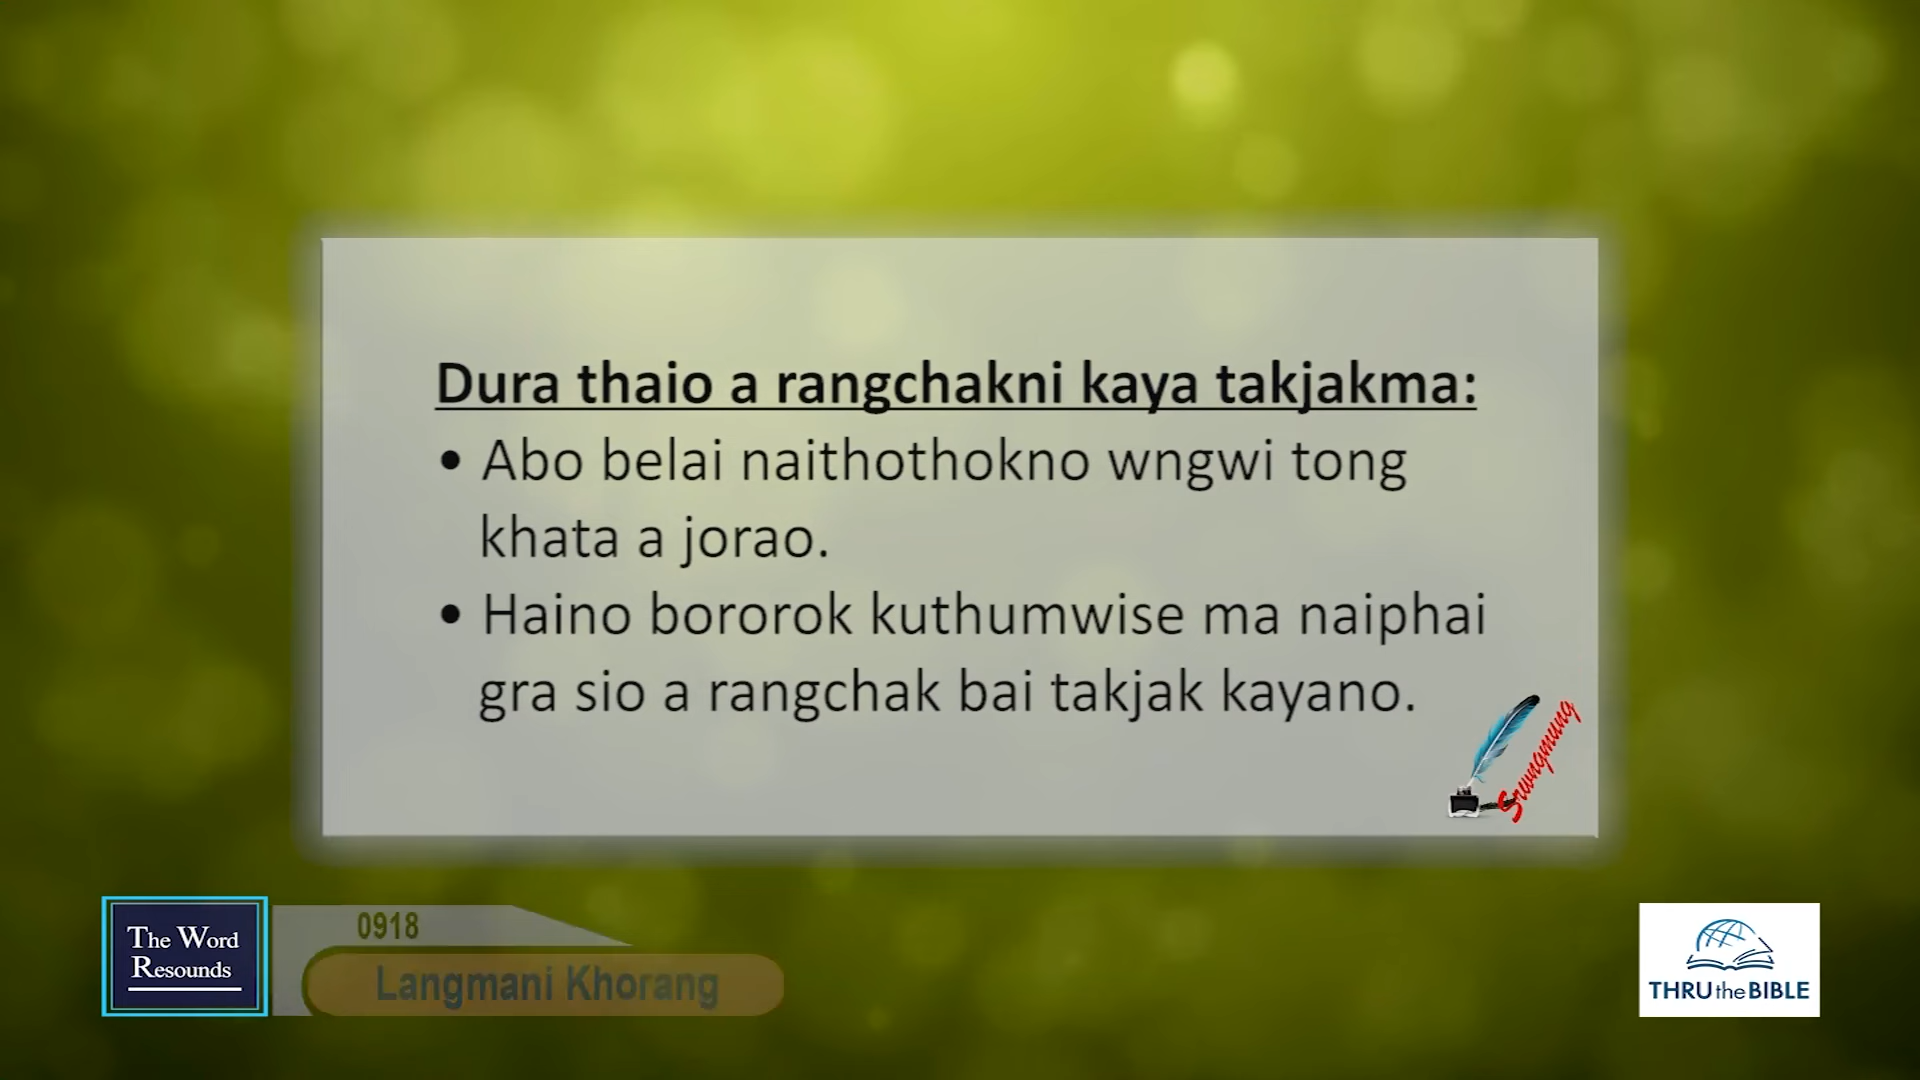 Dura thaio a rangchakni kaya takjakma:
• Abo belai naithothokno wngwi tong
khata a jorao.
• Haino bororok kuthumwise ma naiphai
gra sio a rangchak bai takjak kayano.
Srwngmung
The Word
Resounds
0918
Langmani Khorang
THRU the BIBLE